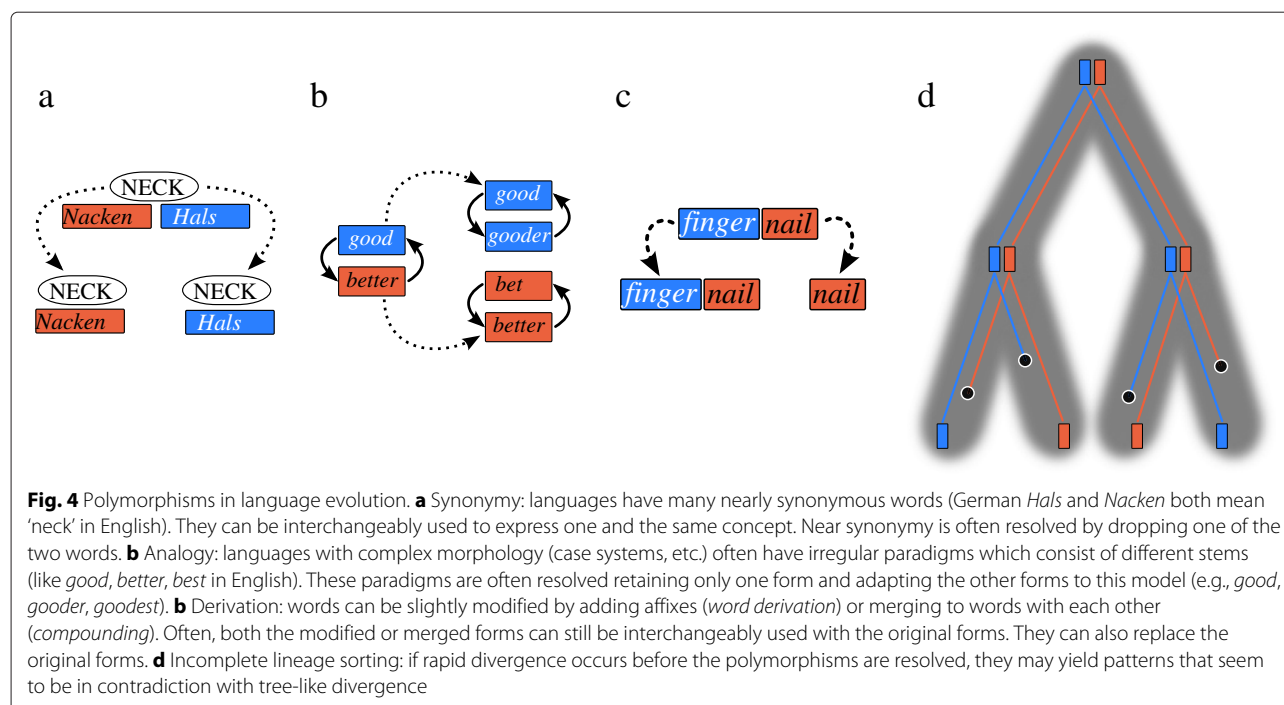 a
b
c
d
NECK
Nacken Hals
NECK
NECK
Nacken
Hals
good
better
good
gooder
bet
better
finger nail
finger nail
nail
Fig. 4 Polymorphisms in language evolution. a Synonymy: languages have many nearly synonymous words (German Hals and Nacken both mean
‘neck’ in English). They can be interchangeably used to express one and the same concept. Near synonymy is often resolved by dropping one of the
two words. b Analogy: languages with complex morphology (case systems, etc.) often have irregular paradigms which consist of different stems
(like good, better, best in English). These paradigms are often resolved retaining only one form and adapting the other forms to this model (e.g., good,
gooder, goodest). b Derivation: words can be slightly modified by adding affixes (word derivation) or merging to words with each other
(compounding). Often, both the modified or merged forms can still be interchangeably used with the original forms. They can also replace the
original forms. d Incomplete lineage sorting: if rapid divergence occurs before the polymorphisms are resolved, they may yield patterns that seem
to be in contradiction with tree-like divergence